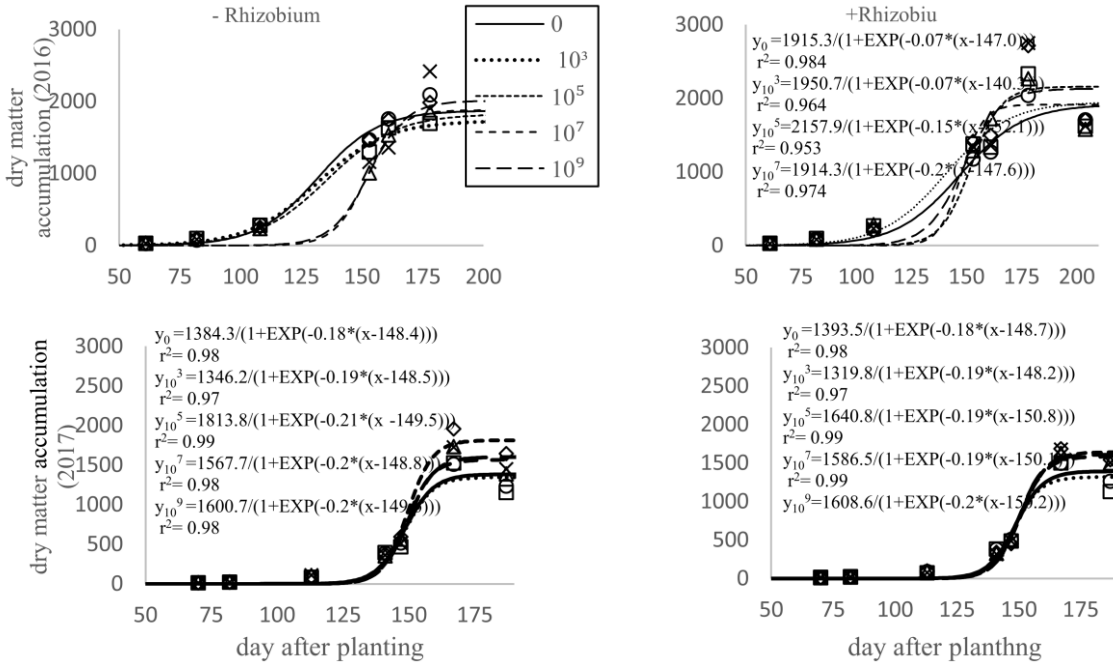 - Rhizobium
+Rhizobiu
0
10³
10⁵
10⁷
10⁹
dry matter
accumulation (2016)
3000
2000
1000
0
50 75 100 125 150 175 200
3000
2000
1000
0
50 75 100 125 150 175 200
y₀=1915.3/(1+EXP(-0.07*(x-147.0)
r²= 0.984
y₁₀³=1950.7/(1+EXP(-0.07*(x-140.3
r²= 0.964
y₁₀⁵=2157.9/(1+EXP(-0.15*(x-152.1)))
r²= 0.953
y₁₀⁷=1914.3/(1+EXP(-0.2*(x-147.6)))
r²= 0.974
dry matter accumulation
(2017)
3000
2500
2000
1500
1000
500
0
50 75 100 125 150 175
y₀=1384.3/(1+EXP(-0.18*(x-148.4)))
r²= 0.98
y₁₀³=1346.2/(1+EXP(-0.19*(x-148.5)))
r²= 0.97
y₁₀⁵=1813.8/(1+EXP(-0.21*(x -149.5)))
r²= 0.99
y₁₀⁷=1567.7/(1+EXP(-0.2*(x-148.8)))
r²= 0.98
y₁₀⁹=1600.7/(1+EXP(-0.2*(x-149.
r²= 0.98
day after planting
3000
2500
2000
1500
1000
500
0
50 75 100 125 150 175
y₀=1393.5/(1+EXP(-0.18*(x-148.7)))
r²= 0.98
y₁₀³=1319.8/(1+EXP(-0.19*(x-148.2)))
r²= 0.97
y₁₀⁵=1640.8/(1+EXP(-0.19*(x-150.8)))
r²= 0.99
y₁₀⁷=1586.5/(1+EXP(-0.19*(x-150.
r²= 0.99
y₁₀⁹=1608.6/(1+EXP(-0.2*(x-150.2)))
day after planthng